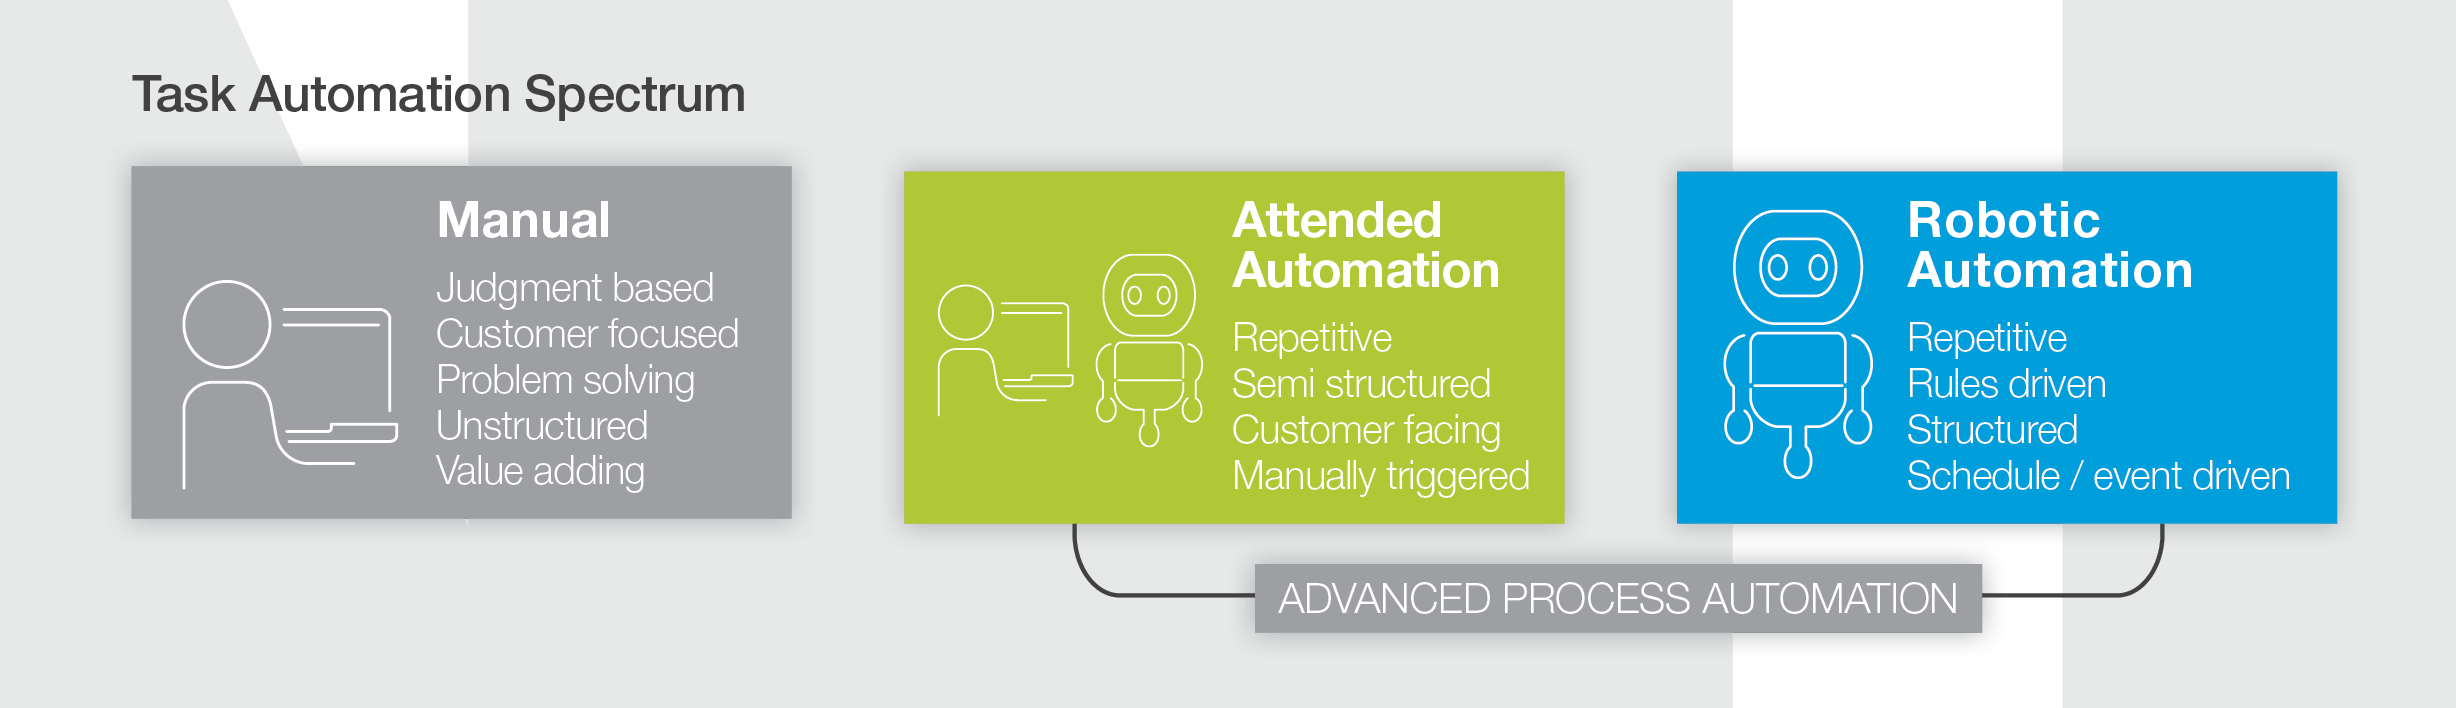 Task Automation Spectrum
Manual
Judgment based
Customer focused
Problem solving
Unstructured
Value adding
Attended
Automation
Repetitive
Semi structured
Customer facing
Manually triggered
Robotic
Automation
Repetitive
Rules driven
Structured
Schedule / event driven
ADVANCED PROCESS AUTOMATION